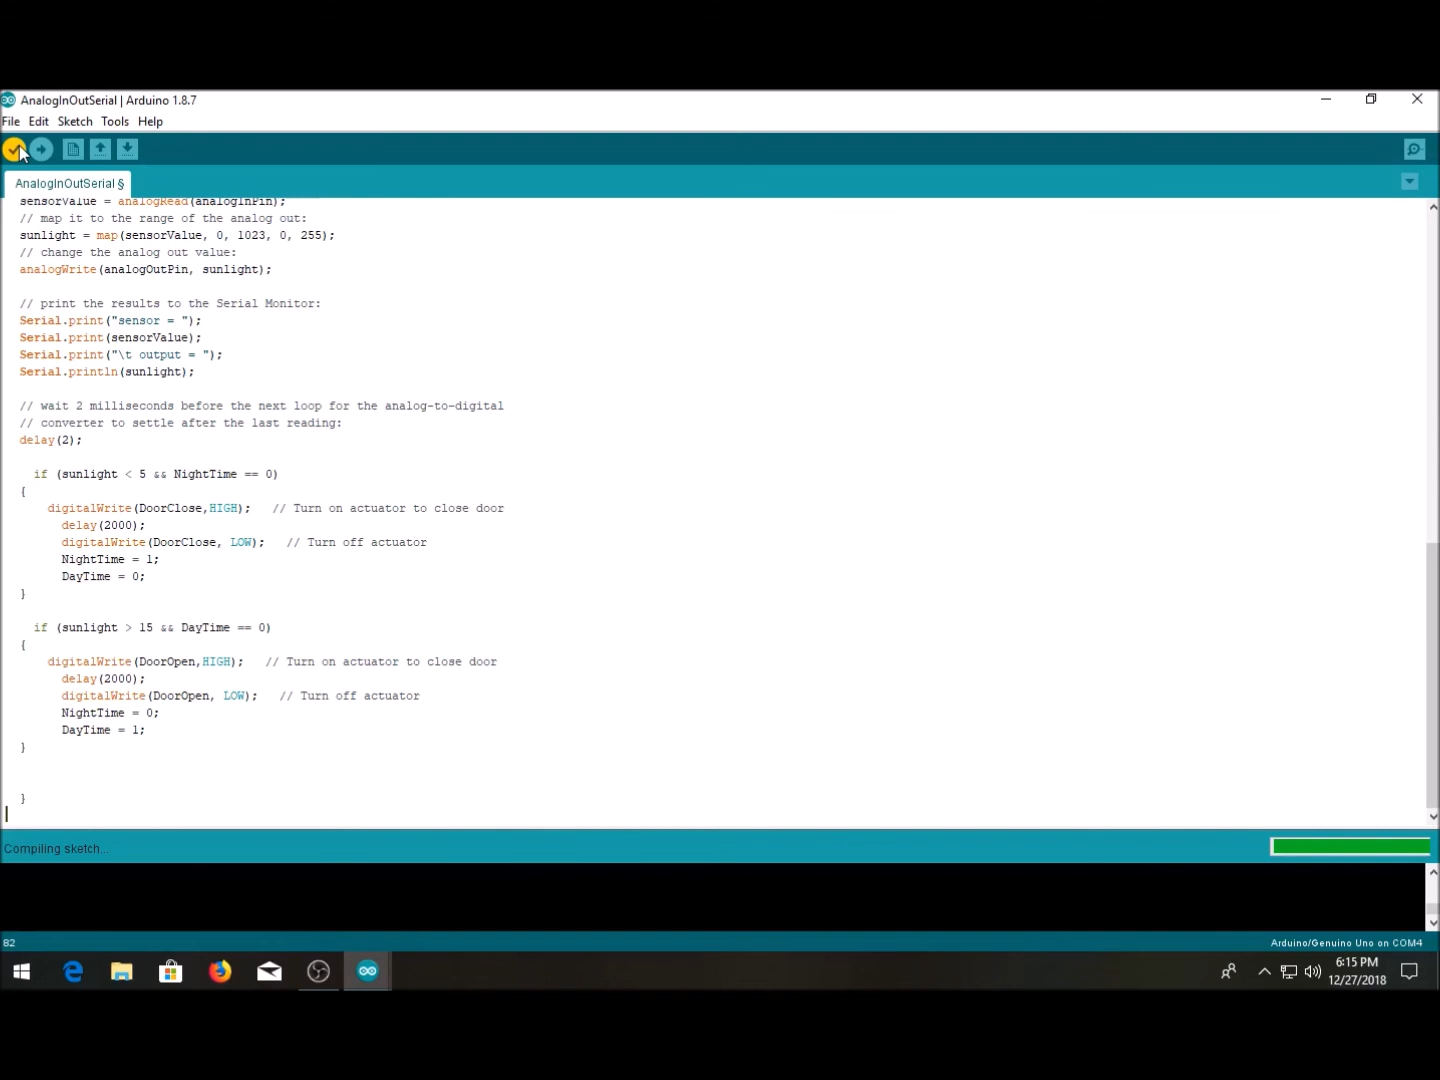 AnalogInOutSerial | Arduino 1.8.7
File Edit Sketch Tools Help
AnalogInOutSerial §
sensorValue = analogRead(analogInPin);
// map it to the range of the analog out:
sunlight = map(sensorValue, 0, 1023, 0, 255);
// change the analog out value:
analogWrite(analogOutPin, sunlight);
// print the results to the Serial Monitor:
Serial.print("sensor = ");
Serial.print(sensorValue);
Serial.print("\t output = ");
Serial.println(sunlight);
// wait 2 milliseconds before the next loop for the analog-to-digital
// converter to settle after the last reading:
delay(2);
if (sunlight < 5 && NightTime == 0)
{
digitalWrite(DoorClose,HIGH); // Turn on actuator to close door
delay(2000);
digitalWrite(DoorClose, LOW); // Turn off actuator
NightTime = 1;
DayTime = 0;
}
if (sunlight > 15 && DayTime == 0)
{
digitalWrite(DoorOpen,HIGH); // Turn on actuator to close door
delay(2000);
digitalWrite(DoorOpen, LOW); // Turn off actuator
NightTime = 0;
DayTime = 1;
}
}
Compiling sketch...
82
Arduino/Genuino Uno on COM4
6:15 PM
12/27/2018